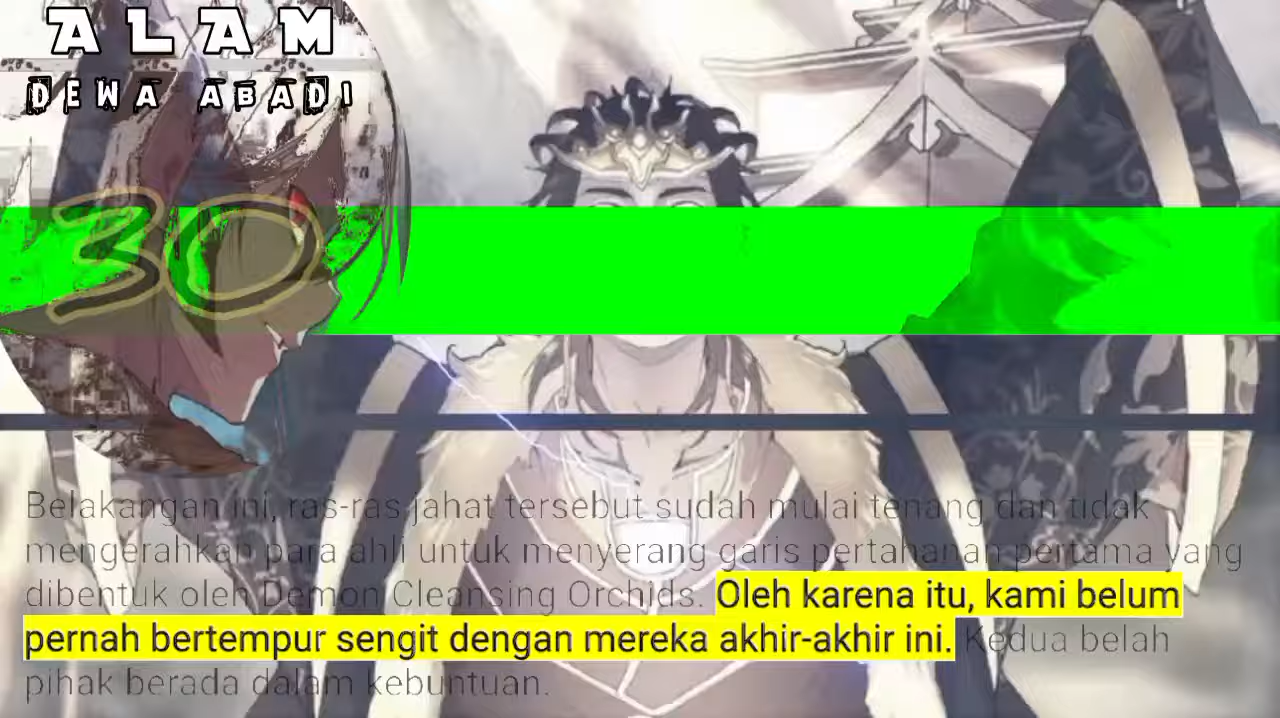 ALAM
DEWA ABADI
30
Belakangan ini, ras-ras jahat tersebut sudah mulai tenang dan tidak
mengerahkan para ahli untuk menyerang garis pertahanan pertama yang
dibentuk oleh Demon Cleansing Orchids. Oleh karena itu, kami belum
pernah bertempur sengit dengan mereka akhir-akhir ini. Kedua belah
pihak berada dalam kebuntuan.